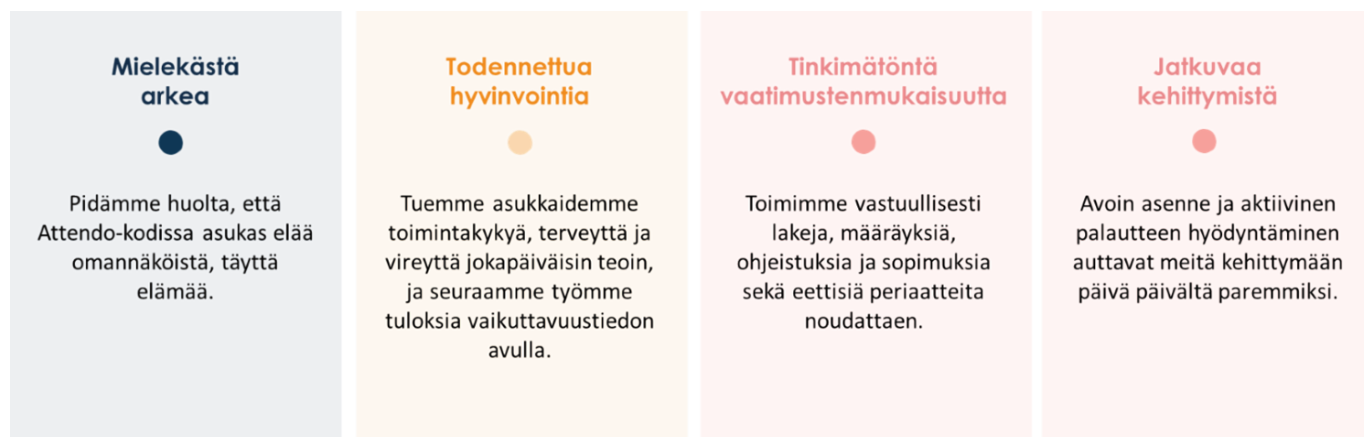 Mielekästä
arkea
Pidämme huolta, että
Attendo-kodissa asukas elää
omannäköistä, täyttä
elämää.
Todennettua
hyvinvointia
Tuemme asukkaidemme
toimintakykyä, terveyttä ja
vireyttä jokapäiväisin teoin,
ja seuraamme työmme
tuloksia vaikuttavuustiedon
avulla.
Tinkimätöntä
vaatimustenmukaisuutta
Toimimme vastuullisesti
lakeja, määräyksiä,
ohjeistuksia ja sopimuksia
sekä eettisiä periaatteita
noudattaen.
Jatkuvaa
kehittymistä
Avoin asenne ja aktiivinen
palautteen hyödyntäminen
auttavat meitä kehittymään
päivä päivältä paremmiksi.